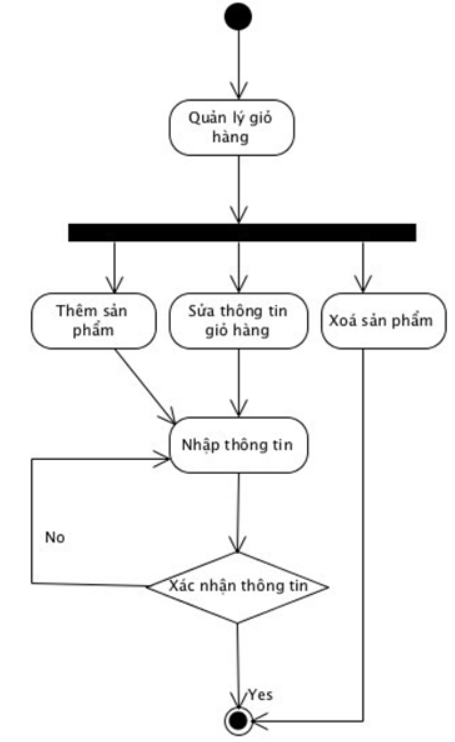 Quản lý giỏ
hàng
Thêm sản
phẩm
Sửa thông tin
giỏ hàng
Xoá sản phẩm
Nhập thông tin
No
Xác nhận thông tin
Yes